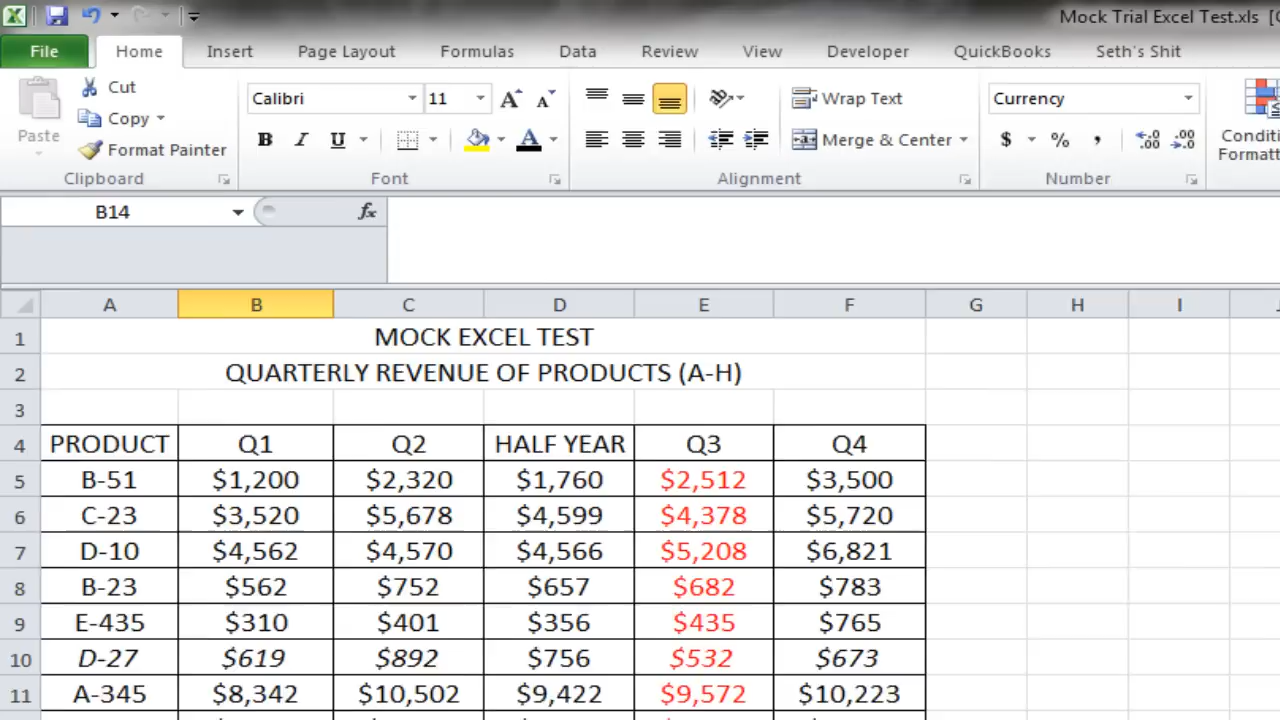 Mock Trial Excel Test.xls [
File Home Insert Page Layout Formulas Data Review View Developer QuickBooks Seth's Shit
Cut
Copy
Format Painter
Paste
Calibri 11
B I U A
Wrap Text
Merge & Center
Currency
$ % ,
Clipboard Font Alignment Number
B14 fx
A B C D E F G H I
1 MOCK EXCEL TEST
2 QUARTERLY REVENUE OF PRODUCTS (A-H)
3
4 PRODUCT Q1 Q2 HALF YEAR Q3 Q4
5 B-51 $1,200 $2,320 $1,760 $2,512 $3,500
6 C-23 $3,520 $5,678 $4,599 $4,378 $5,720
7 D-10 $4,562 $4,570 $4,566 $5,208 $6,821
8 B-23 $562 $752 $657 $682 $783
9 E-435 $310 $401 $356 $435 $765
10 D-27 $619 $892 $756 $532 $673
11 A-345 $8,342 $10,502 $9,422 $9,572 $10,223